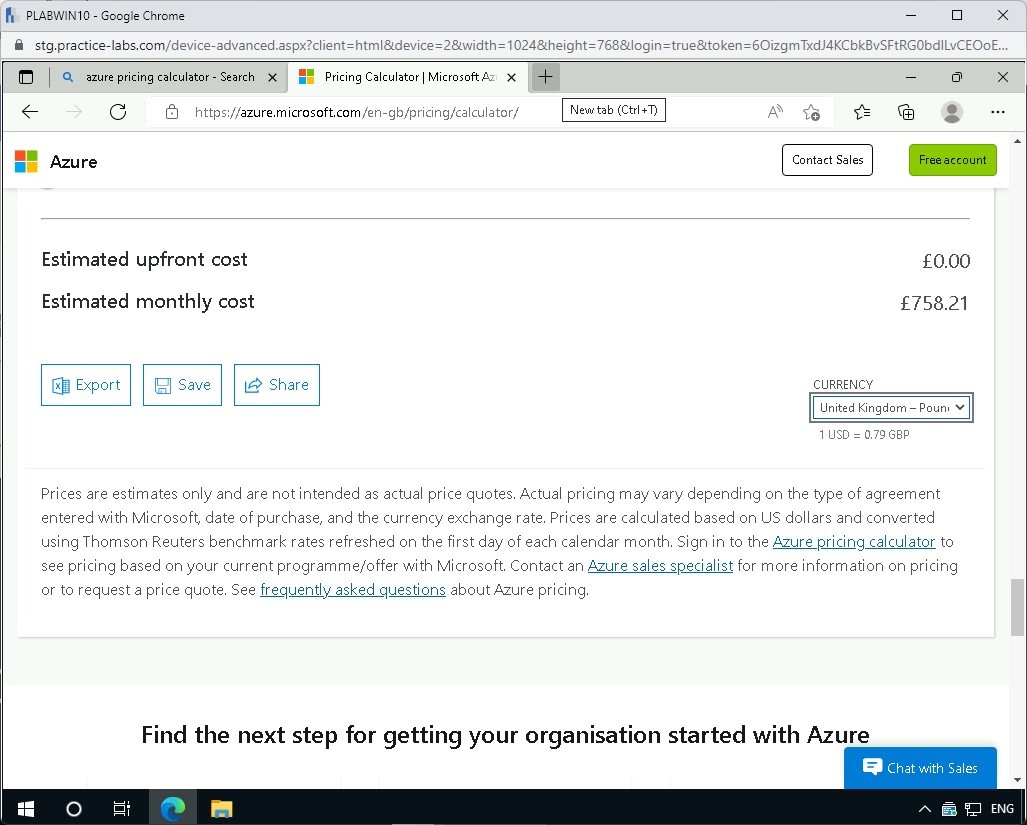 PLABWIN10 - Google Chrome
stg.practice-labs.com/device-advanced.aspx?client=html&device=2&width=1024&height=768&login=true&token=6OizgmTxdJ4KCbkBvSFtRG0bdILvCEOoE...
azure pricing calculator - Search
Pricing Calculator | Microsoft Az
https://azure.microsoft.com/en-gb/pricing/calculator/
New tab (Ctrl+T)
Azure
Contact Sales
Free account
Estimated upfront cost £0.00
Estimated monthly cost £758.21
Export Save Share
CURRENCY
United Kingdom – Poun
1 USD = 0.79 GBP
Prices are estimates only and are not intended as actual price quotes. Actual pricing may vary depending on the type of agreement
entered with Microsoft, date of purchase, and the currency exchange rate. Prices are calculated based on US dollars and converted
using Thomson Reuters benchmark rates refreshed on the first day of each calendar month. Sign in to the Azure pricing calculator to
see pricing based on your current programme/offer with Microsoft. Contact an Azure sales specialist for more information on pricing
or to request a price quote. See frequently asked questions about Azure pricing.
Find the next step for getting your organisation started with Azure
Chat with Sales
ENG